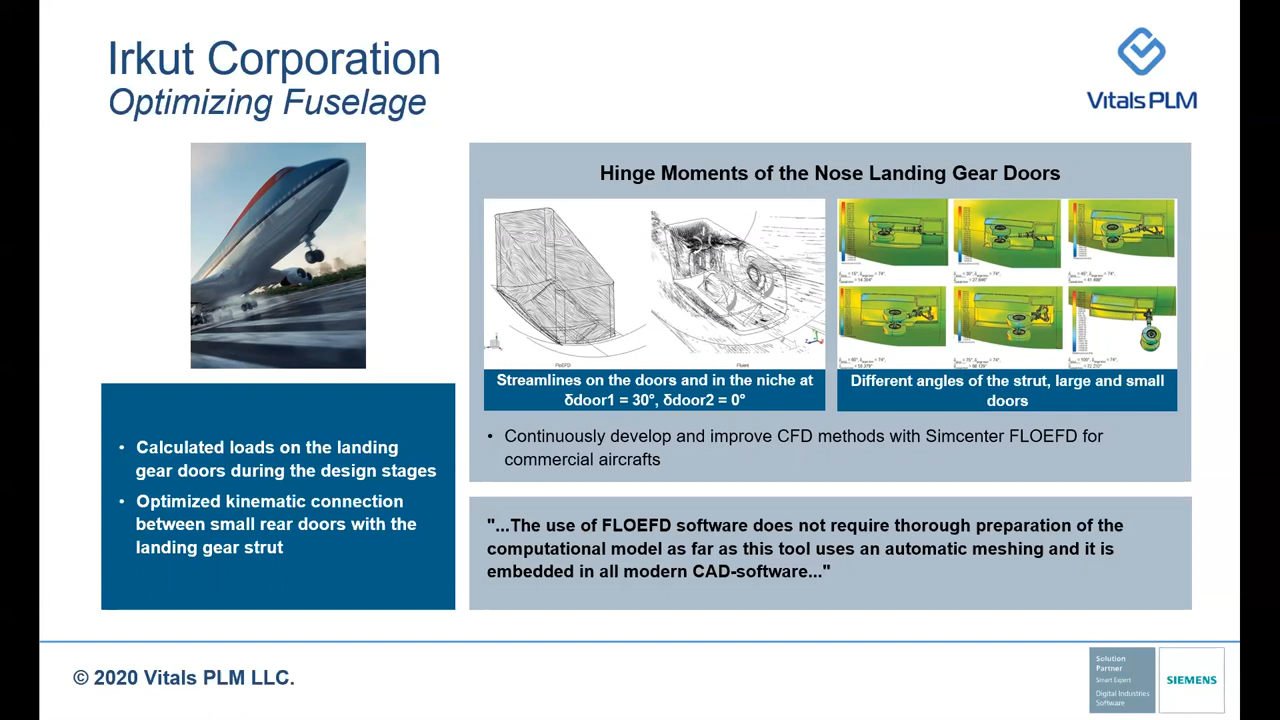 Irkut Corporation
Optimizing Fuselage
VitalsPLM
Hinge Moments of the Nose Landing Gear Doors
FloEFD
Fluent
Streamlines on the doors and in the niche at
δdoor1 = 30°, δdoor2 = 0°
Different angles of the strut, large and small
doors
• Continuously develop and improve CFD methods with Simcenter FLOEFD for
commercial aircrafts
• Calculated loads on the landing
gear doors during the design stages
• Optimized kinematic connection
between small rear doors with the
landing gear strut
"...The use of FLOEFD software does not require thorough preparation of the
computational model as far as this tool uses an automatic meshing and it is
embedded in all modern CAD-software..."
© 2020 Vitals PLM LLC.
Solution
Partner
Smart Expert
Digital Industries
Software
SIEMENS